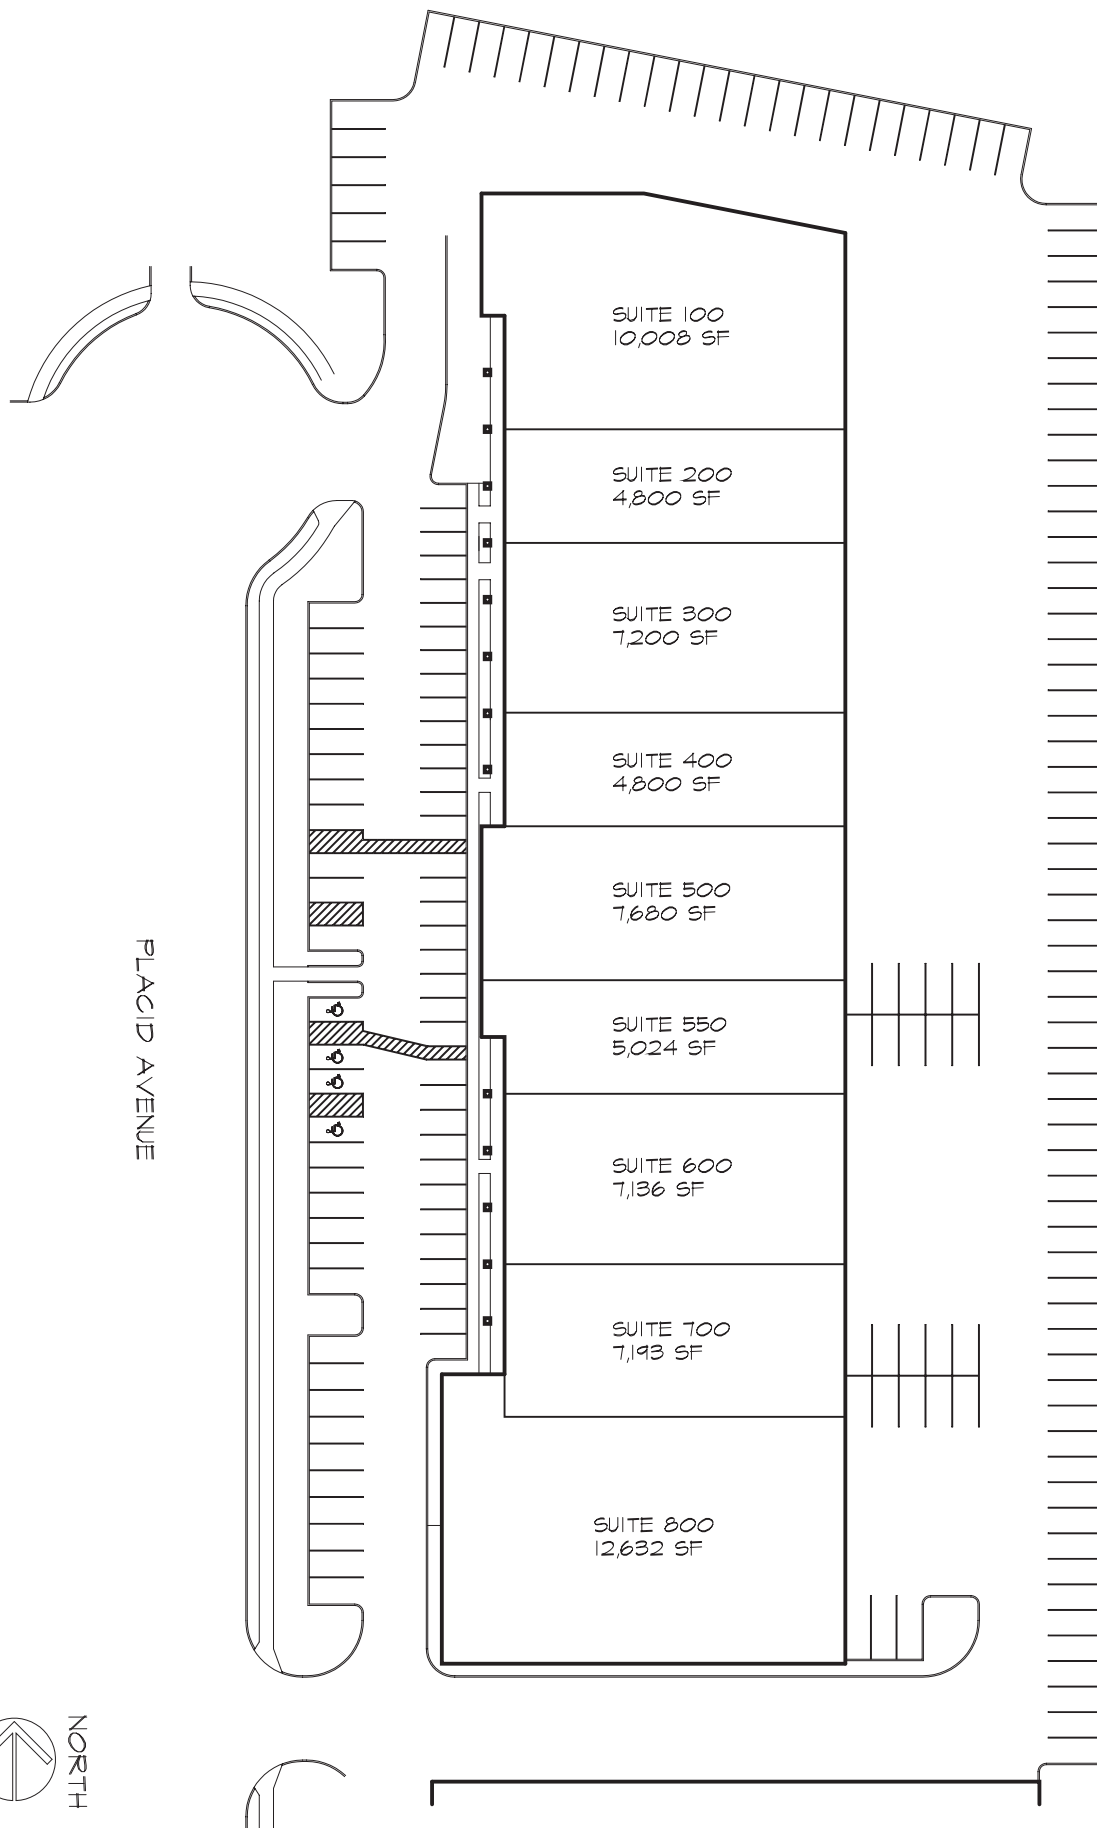 SUITE 100
10,008 SF
SUITE 200
4,800 SF
SUITE 300
7,200 SF
SUITE 400
4,800 SF
SUITE 500
7,680 SF
SUITE 550
5,024 SF
SUITE 600
7,136 SF
SUITE 700
7,193 SF
SUITE 800
12,632 SF
PLACID AVENUE
NORTH